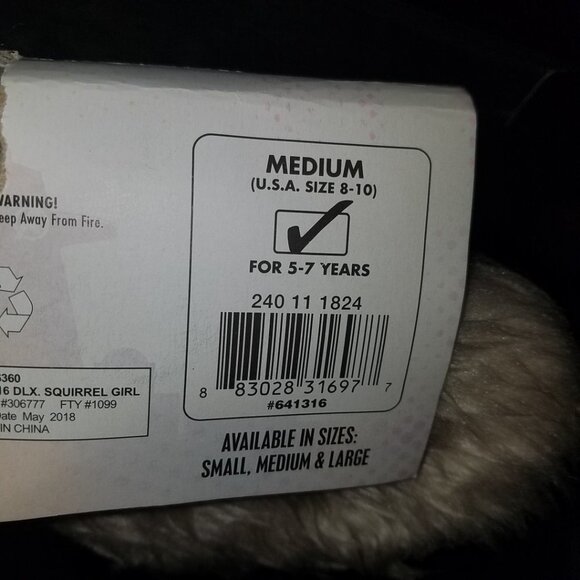 MEDIUM
(U.S.A. SIZE 8-10)
FOR 5-7 YEARS
240 11 1824
8 83028 31697 7
#641316
AVAILABLE IN SIZES:
SMALL, MEDIUM & LARGE
WARNING!
eep Away From Fire.
6360
16 DLX. SQUIRREL GIRL
#306777 FTY #1099
Date May 2018
IN CHINA